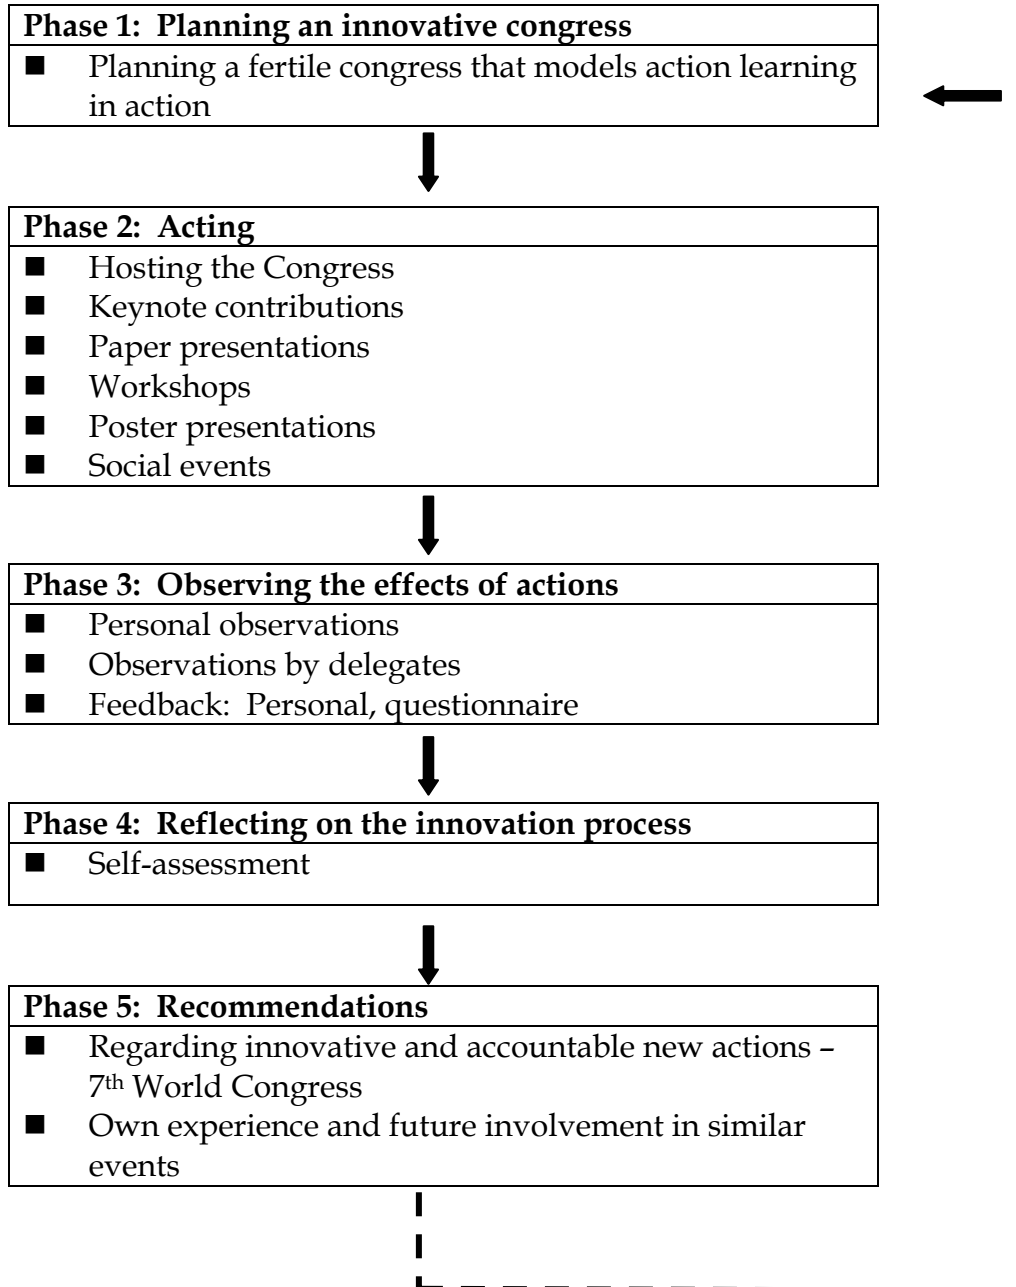 Phase 1:  Planning an innovative congress
■ Planning a fertile congress that models action learning
in action
Phase 2:  Acting
■ Hosting the Congress
■ Keynote contributions
■ Paper presentations
■ Workshops
■ Poster presentations
■ Social events
Phase 3:  Observing the effects of actions
■ Personal observations
■ Observations by delegates
■ Feedback:  Personal, questionnaire
Phase 4:  Reflecting on the innovation process
■ Self-assessment
Phase 5:  Recommendations
■ Regarding innovative and accountable new actions –
7th World Congress
■ Own experience and future involvement in similar
events